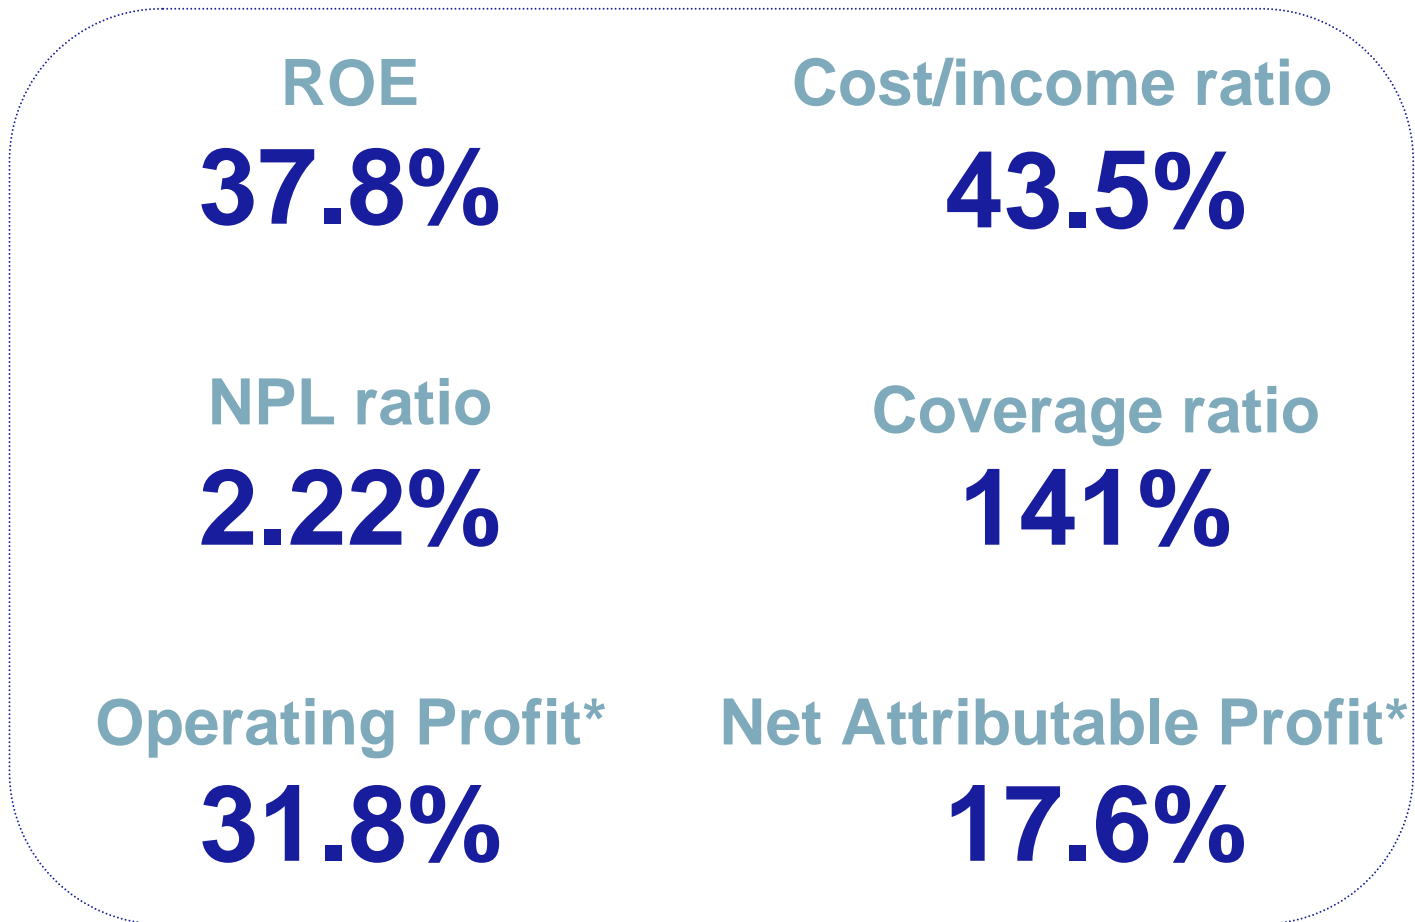 ROE
37.8%
Cost/income ratio
43.5%
NPL ratio
2.22%
Coverage ratio
141%
Operating Profit*
31.8%
Net Attributable Profit*
17.6%